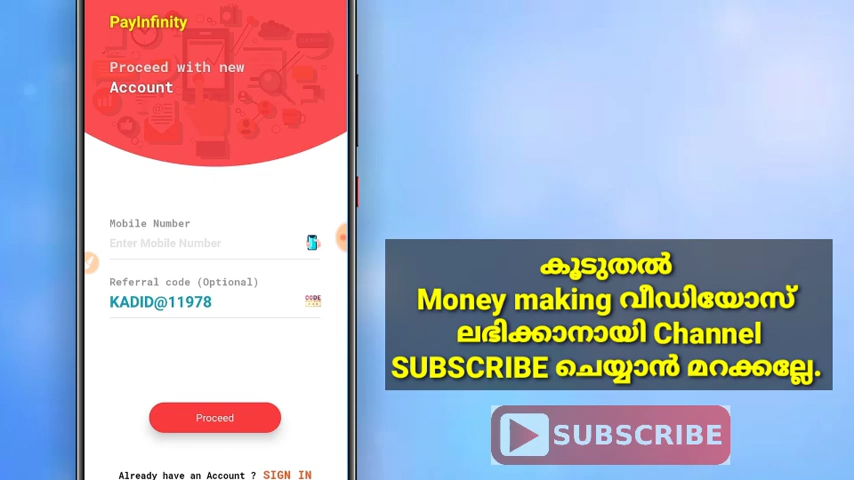 PayInfinity
Proceed with new
Account
Mobile Number
Enter Mobile Number
Referral code (Optional)
KADID@11978
CODE
Proceed
Already have an Account ? SIGN IN
കൂടുതൽ
Money making വീഡിയോസ്
ലഭിക്കാനായി Channel
SUBSCRIBE ചെയ്യാൻ മറക്കല്ലേ.
SUBSCRIBE